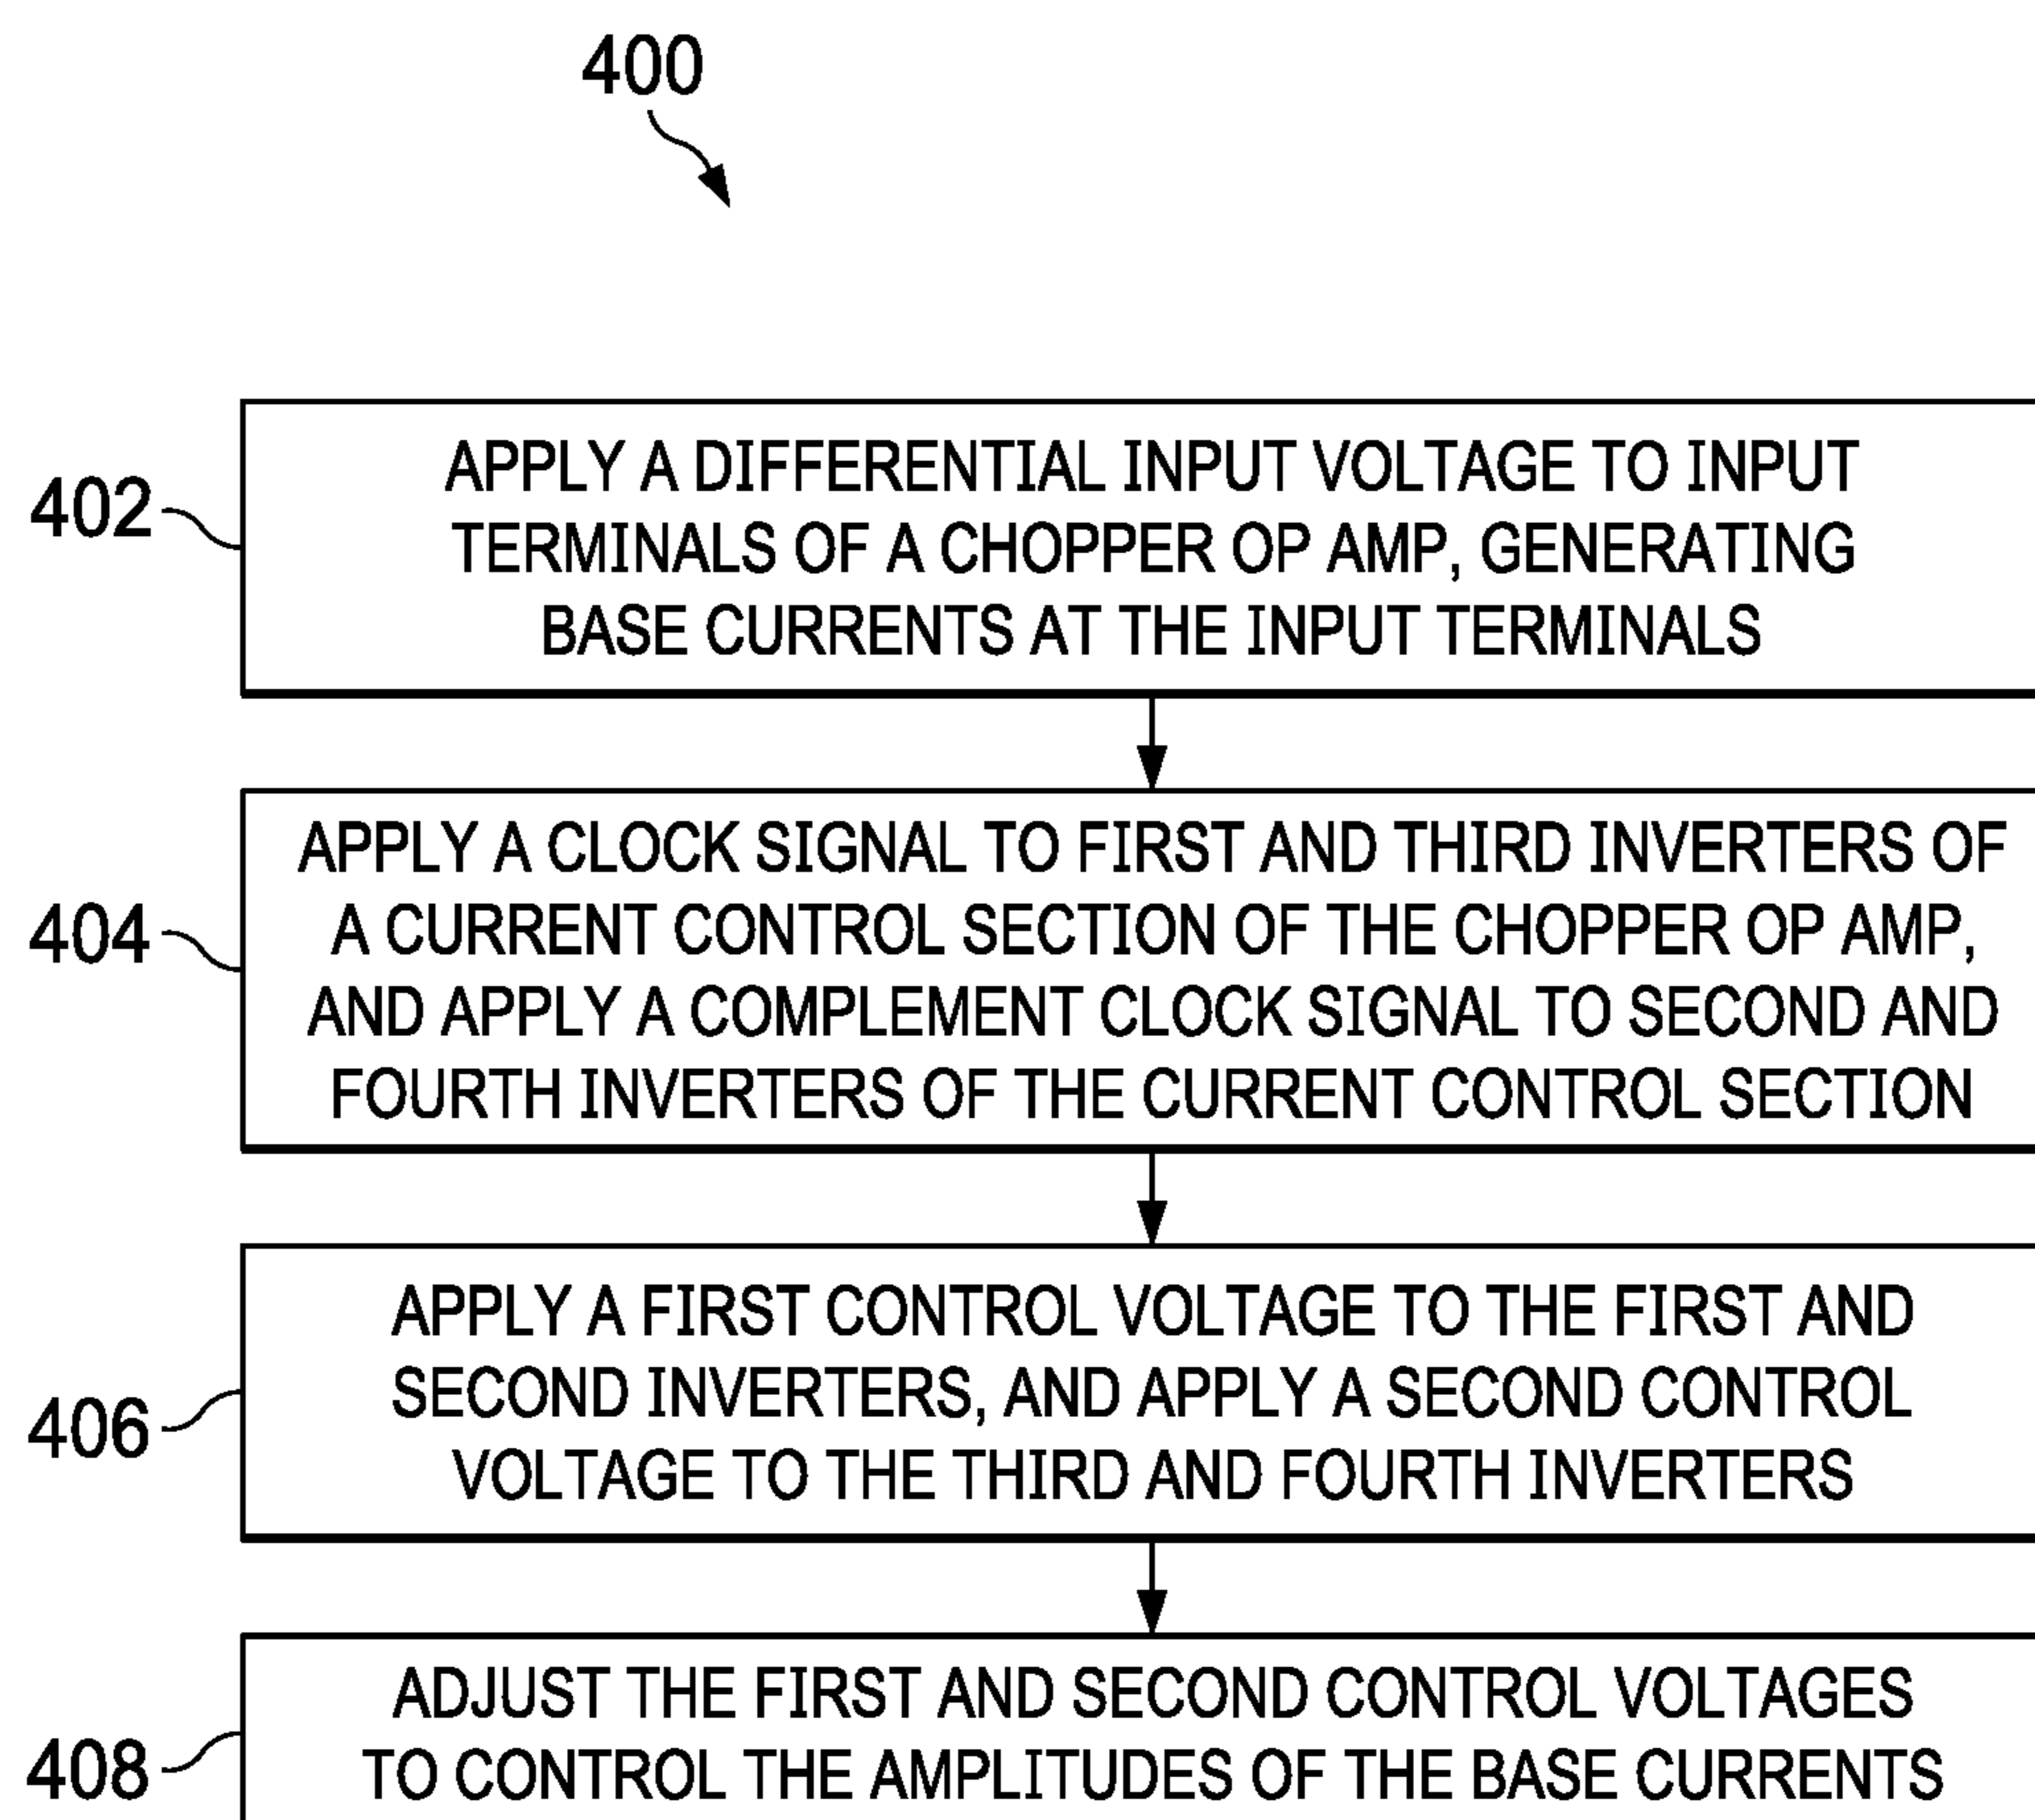 400
402
APPLY A DIFFERENTIAL INPUT VOLTAGE TO INPUT
TERMINALS OF A CHOPPER OP AMP, GENERATING
BASE CURRENTS AT THE INPUT TERMINALS
404
APPLY A CLOCK SIGNAL TO FIRST AND THIRD INVERTERS OF
A CURRENT CONTROL SECTION OF THE CHOPPER OP AMP,
AND APPLY A COMPLEMENT CLOCK SIGNAL TO SECOND AND
FOURTH INVERTERS OF THE CURRENT CONTROL SECTION
406
APPLY A FIRST CONTROL VOLTAGE TO THE FIRST AND
SECOND INVERTERS, AND APPLY A SECOND CONTROL
VOLTAGE TO THE THIRD AND FOURTH INVERTERS
408
ADJUST THE FIRST AND SECOND CONTROL VOLTAGES
TO CONTROL THE AMPLITUDES OF THE BASE CURRENTS